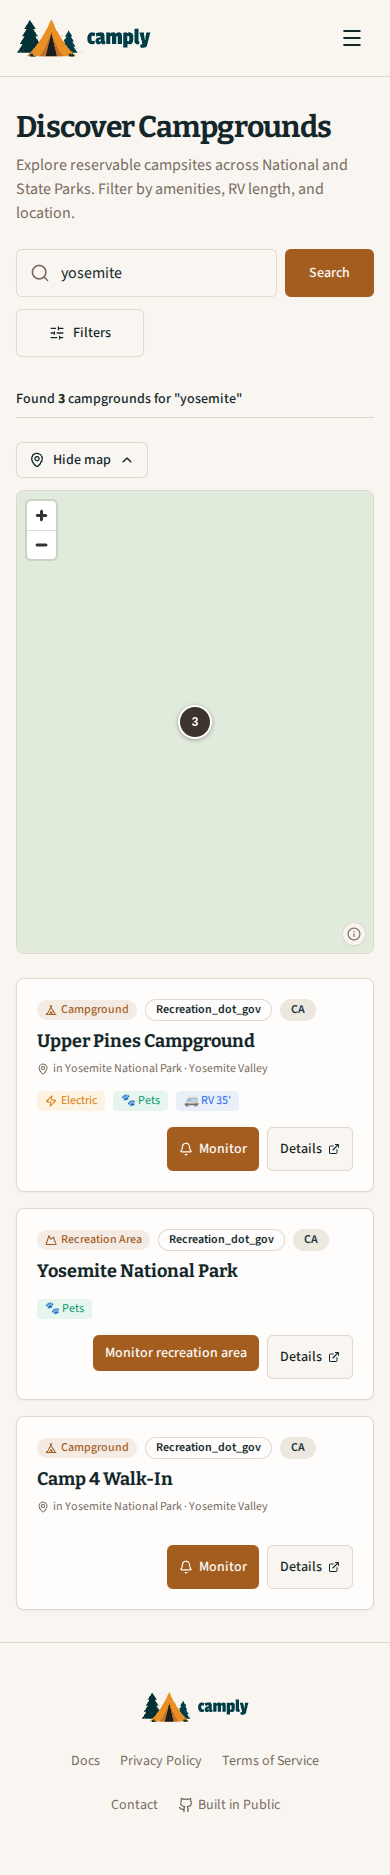 camply
Discover Campgrounds
Explore reservable campsites across National and
State Parks. Filter by amenities, RV length, and
location.
yosemite
Search
Filters
Found 3 campgrounds for "yosemite"
Hide map
+
−
3
Campground Recreation_dot_gov CA
Upper Pines Campground
in Yosemite National Park · Yosemite Valley
Electric Pets RV 35'
Monitor Details
Recreation Area Recreation_dot_gov CA
Yosemite National Park
Pets
Monitor recreation area Details
Campground Recreation_dot_gov CA
Camp 4 Walk-In
in Yosemite National Park · Yosemite Valley
Monitor Details
camply
Docs Privacy Policy Terms of Service
Contact Built in Public